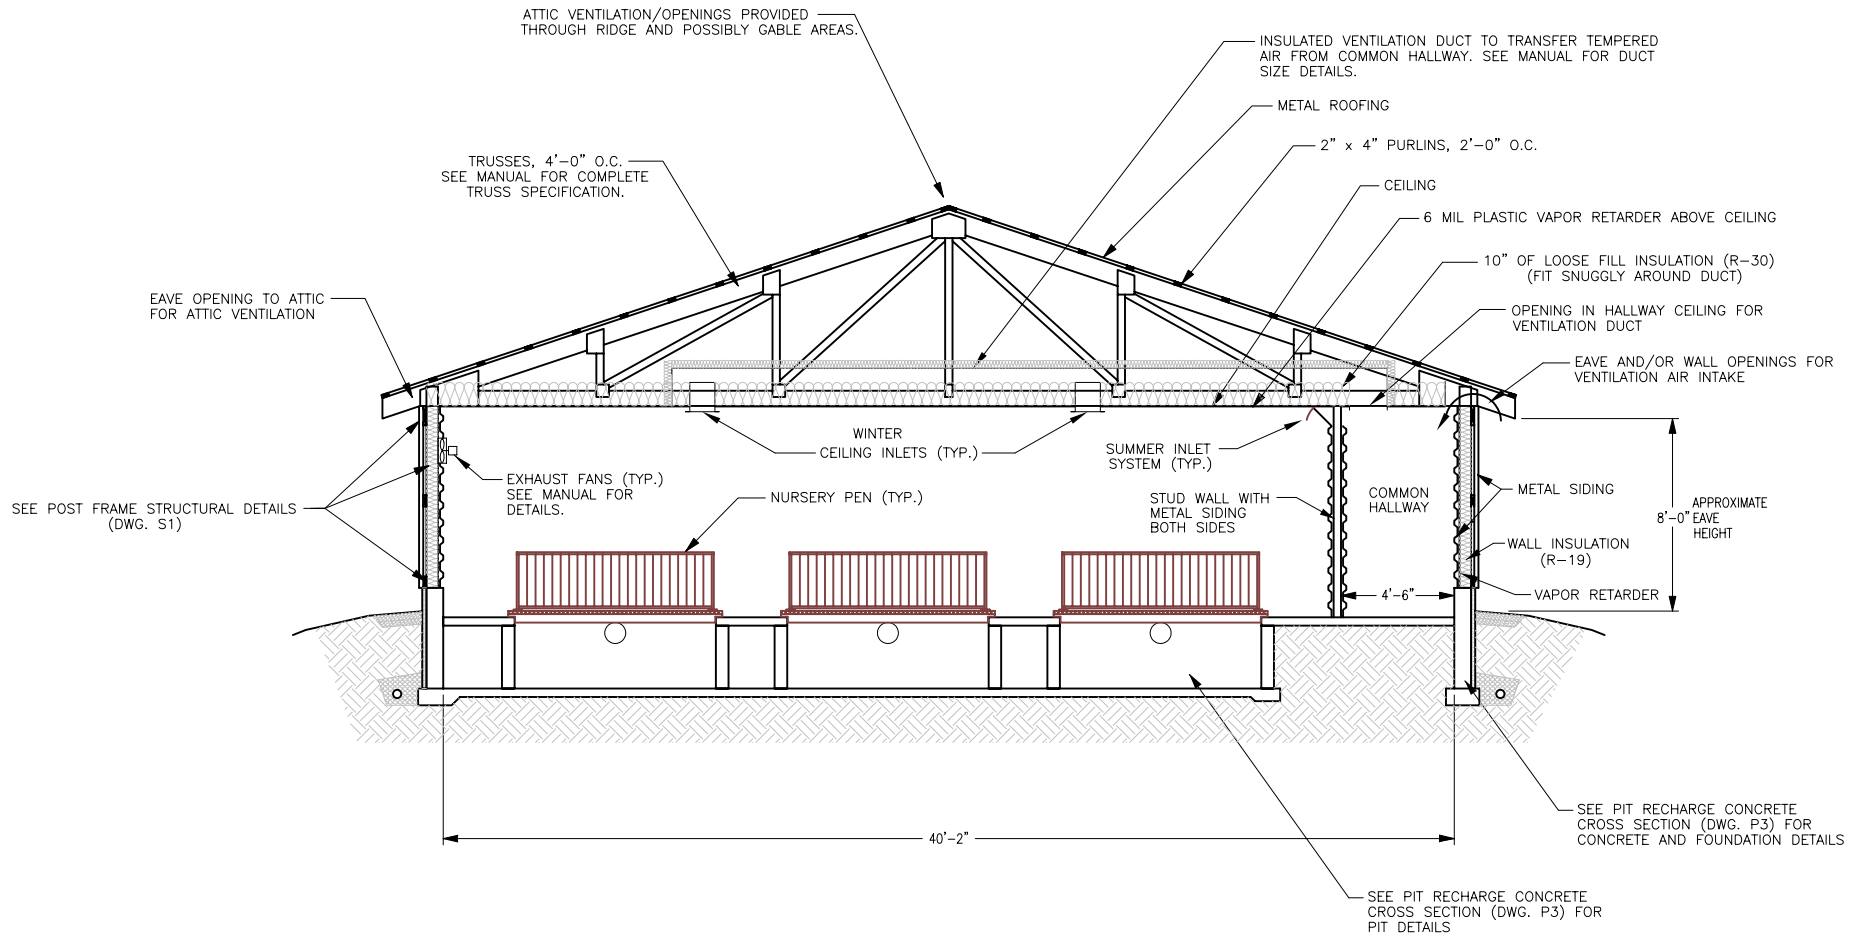 ATTIC VENTILATION/OPENINGS PROVIDED
THROUGH RIDGE AND POSSIBLY GABLE AREAS.
INSULATED VENTILATION DUCT TO TRANSFER TEMPERED
AIR FROM COMMON HALLWAY. SEE MANUAL FOR DUCT
SIZE DETAILS.
METAL ROOFING
2" x 4" PURLINS, 2'-0" O.C.
TRUSSES, 4'-0" O.C.
SEE MANUAL FOR COMPLETE
TRUSS SPECIFICATION.
CEILING
6 MIL PLASTIC VAPOR RETARDER ABOVE CEILING
10" OF LOOSE FILL INSULATION (R-30)
(FIT SNUGGLY AROUND DUCT)
EAVE OPENING TO ATTIC
FOR ATTIC VENTILATION
OPENING IN HALLWAY CEILING FOR
VENTILATION DUCT
EAVE AND/OR WALL OPENINGS FOR
VENTILATION AIR INTAKE
WINTER
CEILING INLETS (TYP.)
SUMMER INLET
SYSTEM (TYP.)
EXHAUST FANS (TYP.)
SEE MANUAL FOR
DETAILS.
NURSERY PEN (TYP.)
STUD WALL WITH
METAL SIDING
BOTH SIDES
COMMON
HALLWAY
METAL SIDING
SEE POST FRAME STRUCTURAL DETAILS
(DWG. S1)
8'-0"
APPROXIMATE
EAVE
HEIGHT
WALL INSULATION
(R-19)
4'-6"
VAPOR RETARDER
40'-2"
SEE PIT RECHARGE CONCRETE
CROSS SECTION (DWG. P3) FOR
CONCRETE AND FOUNDATION DETAILS
SEE PIT RECHARGE CONCRETE
CROSS SECTION (DWG. P3) FOR
PIT DETAILS